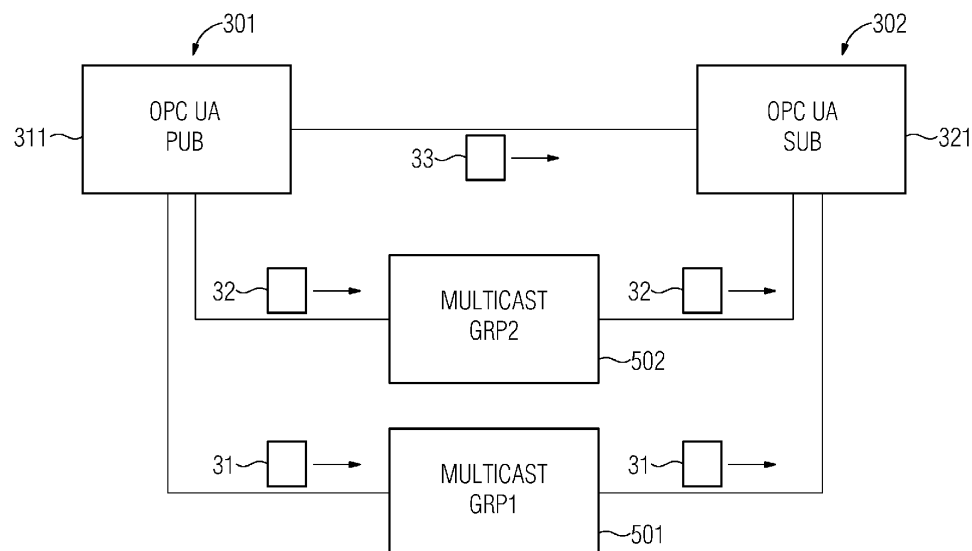 301
302
OPC UA
PUB
OPC UA
SUB
311
321
33
32
32
MULTICAST
GRP2
502
31
31
MULTICAST
GRP1
501